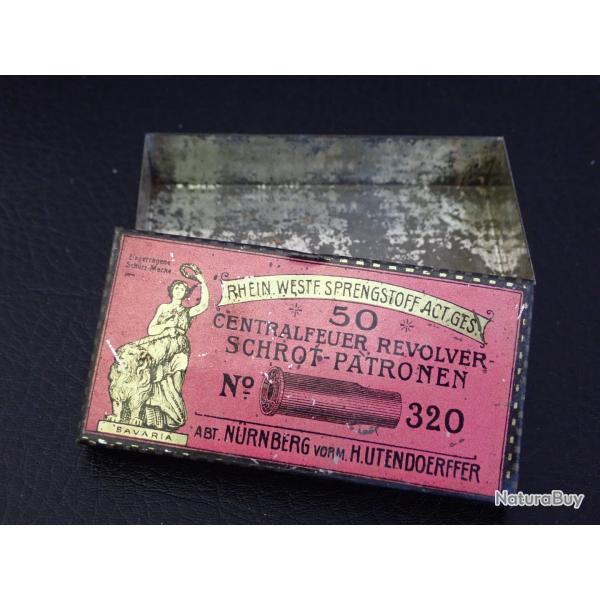 Eingetragene
Schutz-Marke
RHEIN. WESTF. SPRENGSTOFF. ACT. GES.
50
CENTRALFEUER REVOLVER-
SCHROT-PATRONEN
No 320
BAVARIA
ABT. NÜRNBERG VORM. H. UTENDOERFFER
NaturaBuy